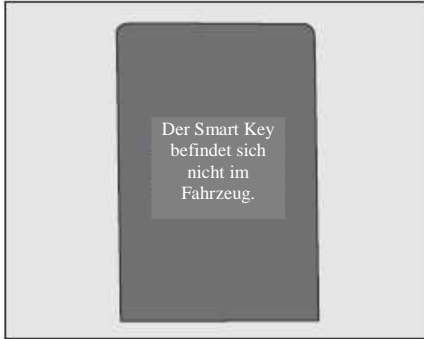 Der Smart Key
befindet sich
nicht im
Fahrzeug.